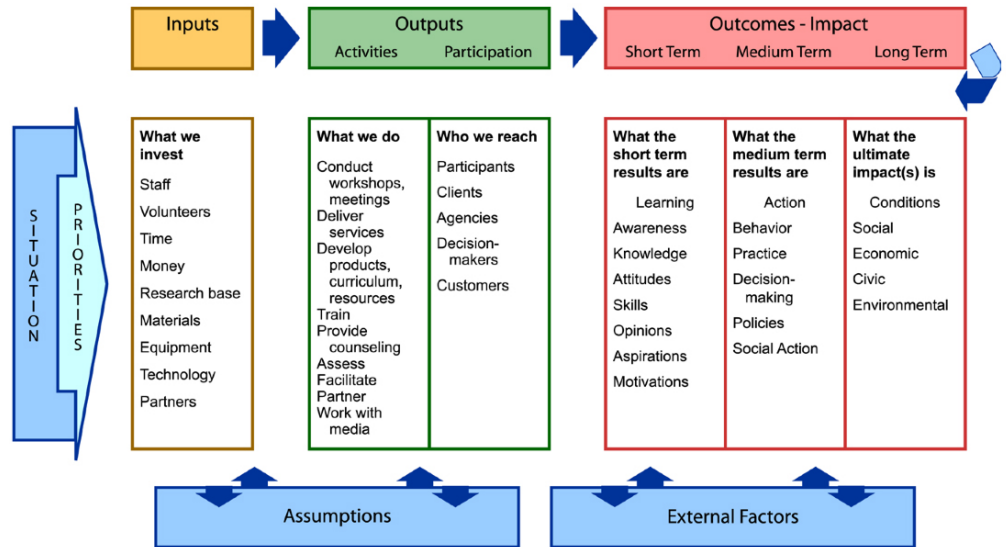 Inputs
Outputs
Activities Participation
Outcomes - Impact
Short Term Medium Term Long Term
SITUATION
PRIORITIES
What we
invest
Staff
Volunteers
Time
Money
Research base
Materials
Equipment
Technology
Partners
What we do
Conduct
workshops,
meetings
Deliver
services
Develop
products,
curriculum,
resources
Train
Provide
counseling
Assess
Facilitate
Partner
Work with
media
Who we reach
Participants
Clients
Agencies
Decision-
makers
Customers
What the
short term
results are
Learning
Awareness
Knowledge
Attitudes
Skills
Opinions
Aspirations
Motivations
What the
medium term
results are
Action
Behavior
Practice
Decision-
making
Policies
Social Action
What the
ultimate
impact(s) is
Conditions
Social
Economic
Civic
Environmental
Assumptions
External Factors